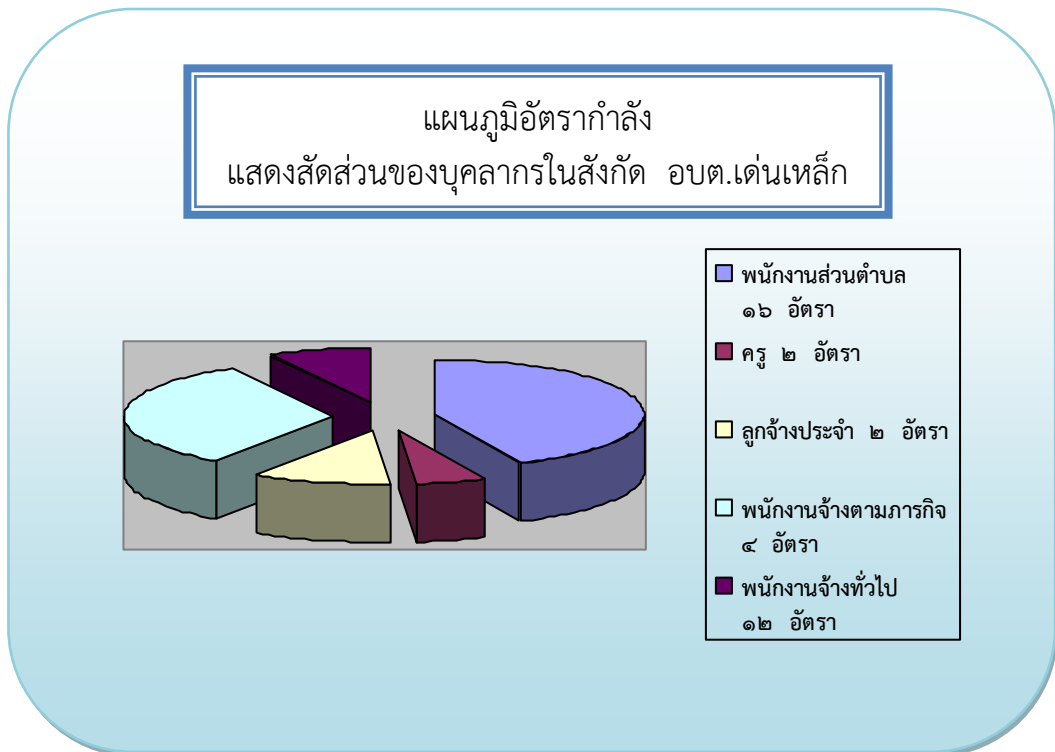 แผนภูมิอัตรากำลัง
แสดงสัดส่วนของบุคลากรในสังกัด อบต.เด่นเหล็ก
พนักงานส่วนตำบล
๑๖ อัตรา
ครู ๒ อัตรา
ลูกจ้างประจำ ๒ อัตรา
พนักงานจ้างตามภารกิจ
๔ อัตรา
พนักงานจ้างทั่วไป
๑๒ อัตรา